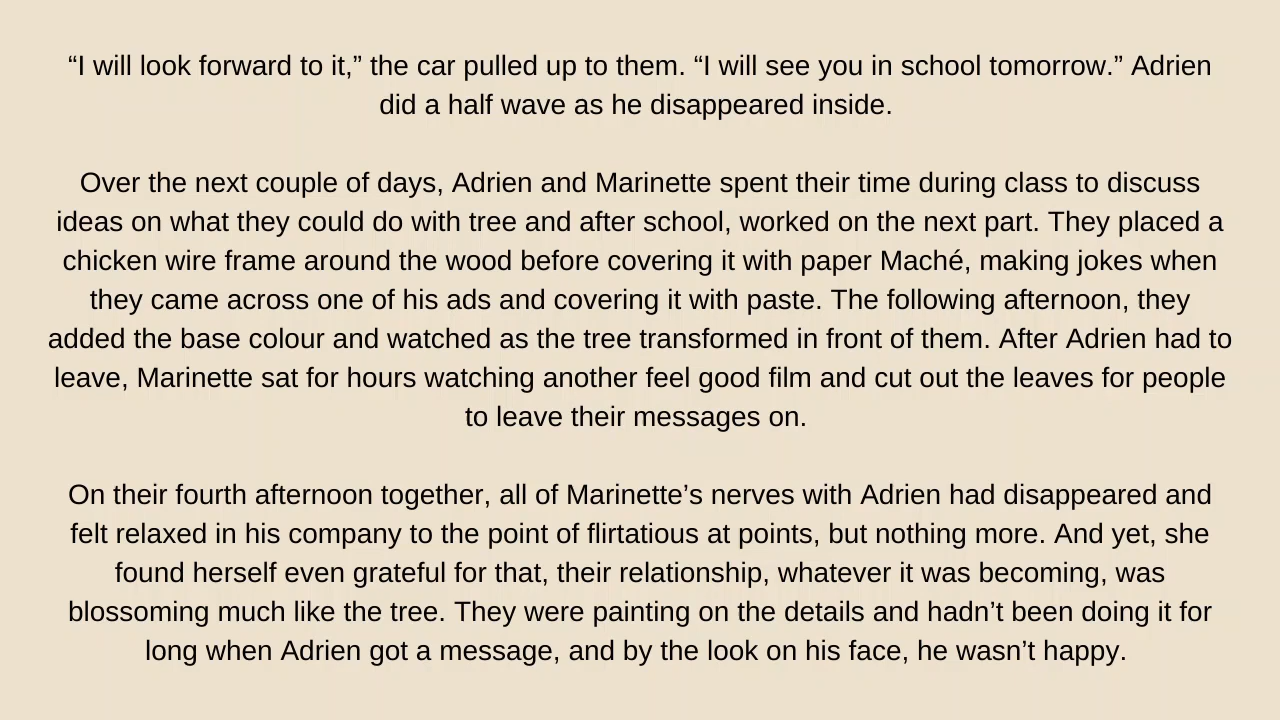 “I will look forward to it,” the car pulled up to them. “I will see you in school tomorrow.” Adrien
did a half wave as he disappeared inside.
Over the next couple of days, Adrien and Marinette spent their time during class to discuss
ideas on what they could do with tree and after school, worked on the next part. They placed a
chicken wire frame around the wood before covering it with paper Maché, making jokes when
they came across one of his ads and covering it with paste. The following afternoon, they
added the base colour and watched as the tree transformed in front of them. After Adrien had to
leave, Marinette sat for hours watching another feel good film and cut out the leaves for people
to leave their messages on.
On their fourth afternoon together, all of Marinette’s nerves with Adrien had disappeared and
felt relaxed in his company to the point of flirtatious at points, but nothing more. And yet, she
found herself even grateful for that, their relationship, whatever it was becoming, was
blossoming much like the tree. They were painting on the details and hadn’t been doing it for
long when Adrien got a message, and by the look on his face, he wasn’t happy.